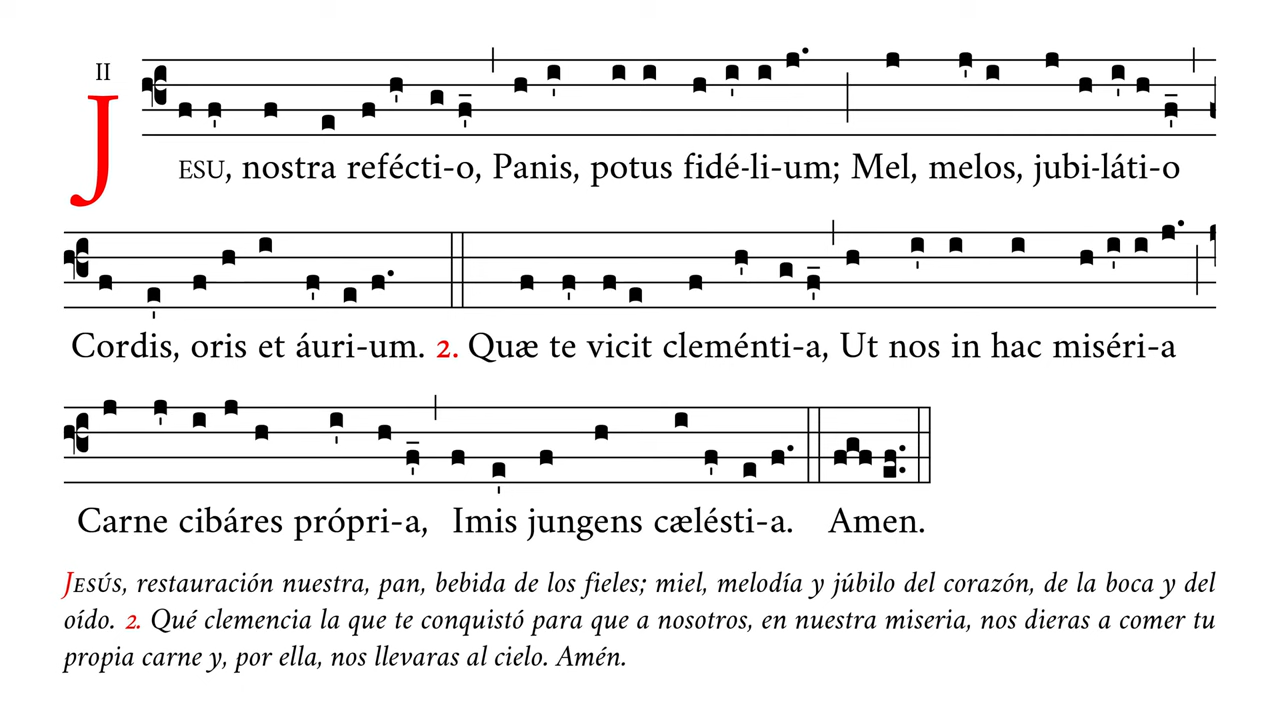 II
JESU, nostra refécti-o, Panis, potus fidé-li-um; Mel, melos, jubi-láti-o
Cordis, oris et áuri-um. 2. Quæ te vicit cleménti-a, Ut nos in hac miséri-a
Carne cibáres própri-a, Imis jungens cælésti-a. Amen.
JESÚS, restauración nuestra, pan, bebida de los fieles; miel, melodía y júbilo del corazón, de la boca y del
oído. 2. Qué clemencia la que te conquistó para que a nosotros, en nuestra miseria, nos dieras a comer tu
propia carne y, por ella, nos llevaras al cielo. Amén.